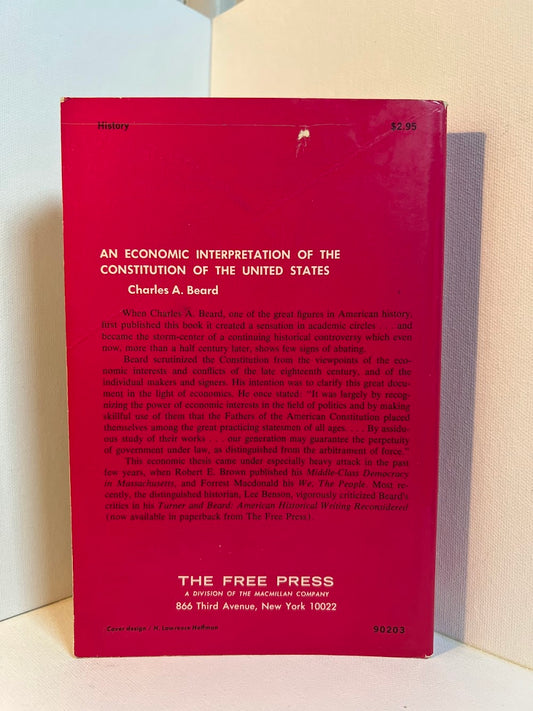 History
$2.95
AN ECONOMIC INTERPRETATION OF THE
CONSTITUTION OF THE UNITED STATES
Charles A. Beard
When Charles A. Beard, one of the great figures in American history,
first published this book it created a sensation in academic circles . . . and
became the storm-center of a continuing historical controversy which even
now, more than a half century later, shows few signs of abating.
Beard scrutinized the Constitution from the viewpoints of the eco-
nomic interests and conflicts of the late eighteenth century, and of the
individual makers and signers. His intention was to clarify this great docu-
ment in the light of economics. He once stated: "It was largely by recog-
nizing the power of economic interests in the field of politics and by making
skillful use of them that the Fathers of the American Constitution placed
themselves among the great practicing statesmen of all ages. . . . By assidu-
ous study of their works . . . our generation may guarantee the perpetuity
of government under law, as distinguished from the arbitrament of force."
This economic thesis came under especially heavy attack in the past
few years, when Robert E. Brown published his Middle-Class Democracy
in Massachusetts, and Forrest Macdonald his We, The People. Most re-
cently, the distinguished historian, Lee Benson, vigorously criticized Beard's
critics in his Turner and Beard: American Historical Writing Reconsidered
(now available in paperback from The Free Press).
THE FREE PRESS
A DIVISION OF THE MACMILLAN COMPANY
866 Third Avenue, New York 10022
Cover design / H. Lawrence Hoffman
90203